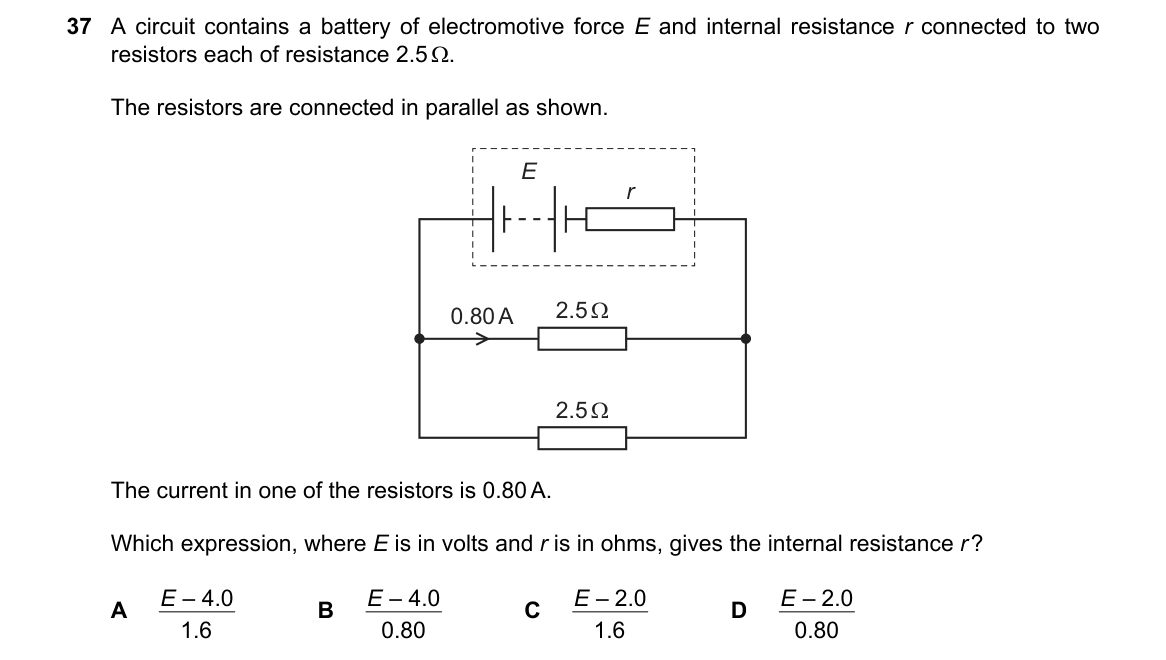 37 A circuit contains a battery of electromotive force E and internal resistance r connected to two
resistors each of resistance 2.5 Ω.
The resistors are connected in parallel as shown.
E
r
0.80 A
2.5 Ω
2.5 Ω
The current in one of the resistors is 0.80 A.
Which expression, where E is in volts and r is in ohms, gives the internal resistance r?
A E – 4.0 / 1.6 B E – 4.0 / 0.80 C E – 2.0 / 1.6 D E – 2.0 / 0.80